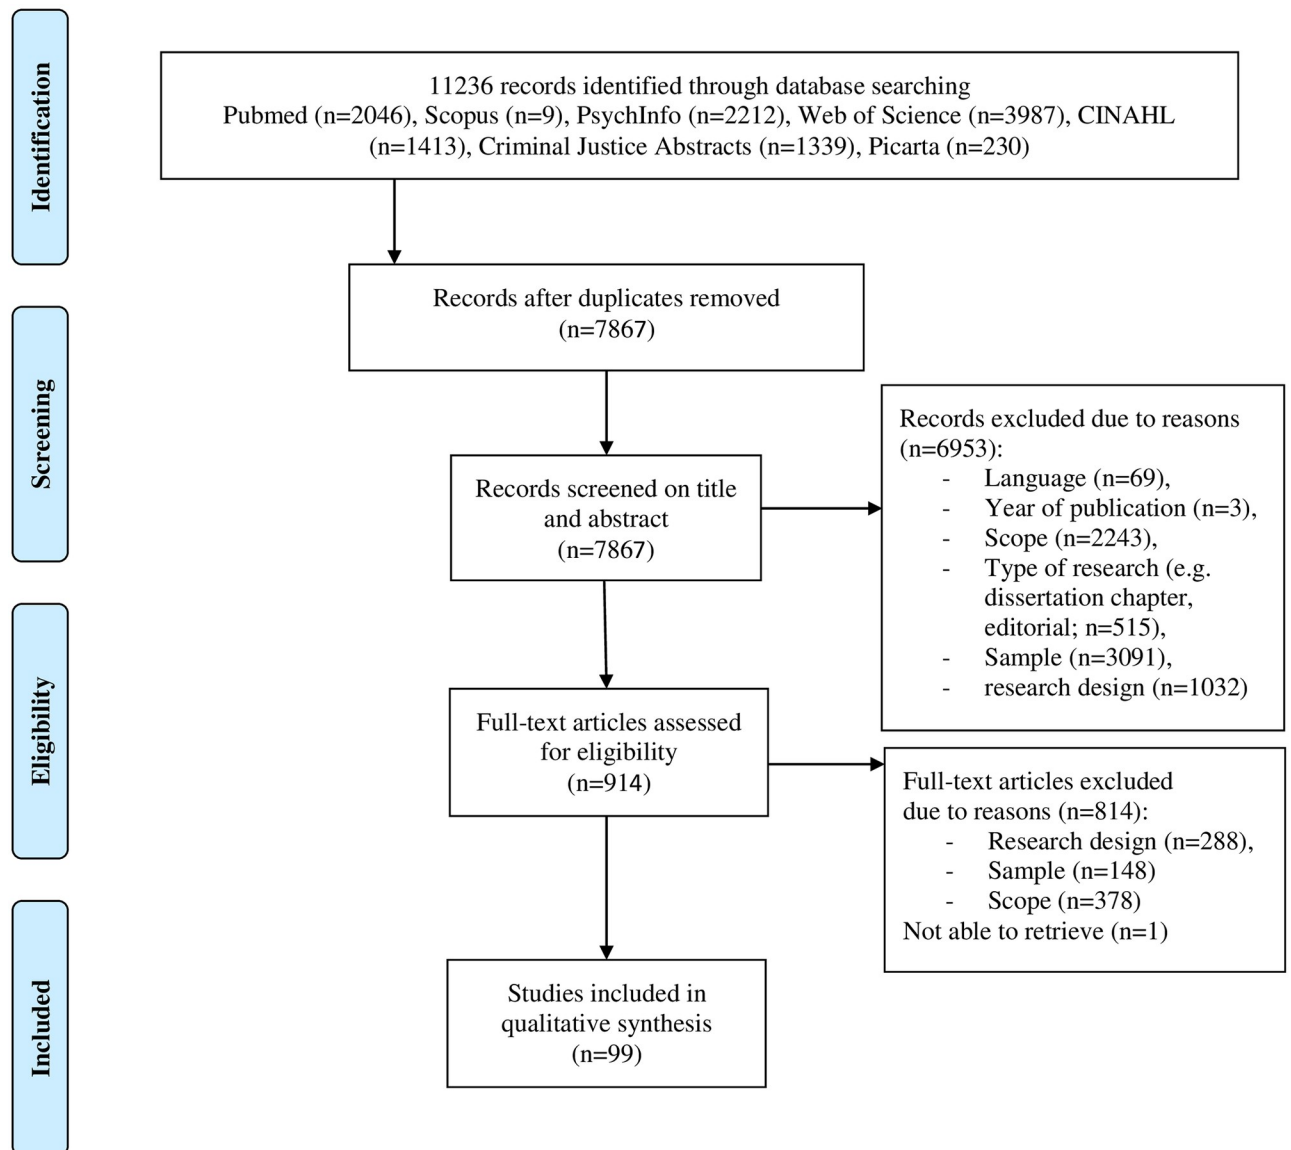 Identification
11236 records identified through database searching
Pubmed (n=2046), Scopus (n=9), PsychInfo (n=2212), Web of Science (n=3987), CINAHL
(n=1413), Criminal Justice Abstracts (n=1339), Picarta (n=230)
Records after duplicates removed
(n=7867)
Screening
Records screened on title
and abstract
(n=7867)
Records excluded due to reasons
(n=6953):
- Language (n=69),
- Year of publication (n=3),
- Scope (n=2243),
- Type of research (e.g.
dissertation chapter,
editorial; n=515),
- Sample (n=3091),
- research design (n=1032)
Eligibility
Full-text articles assessed
for eligibility
(n=914)
Full-text articles excluded
due to reasons (n=814):
- Research design (n=288),
- Sample (n=148)
- Scope (n=378)
Not able to retrieve (n=1)
Included
Studies included in
qualitative synthesis
(n=99)